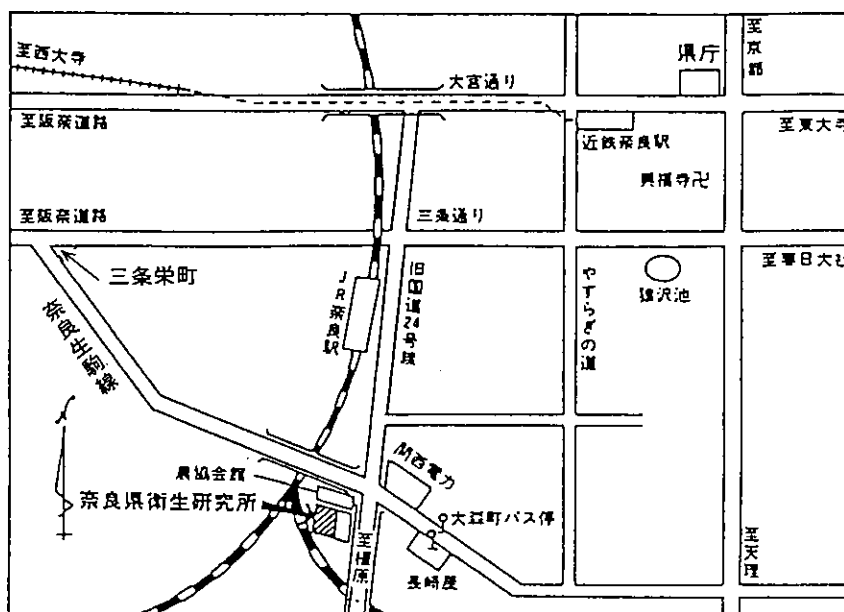 至西大寺
大宮通り
県庁
至京都
至阪奈道路
近鉄奈良駅
至東大寺
興福寺卍
至阪奈道路
三条通り
三条栄町
JR奈良駅
旧国道24号線
やすらぎの道
猿沢池
至春日大社
奈良生駒線
農協会館
関西電力
奈良県衛生研究所
大森町バス停
至橿原
長崎屋
至天理